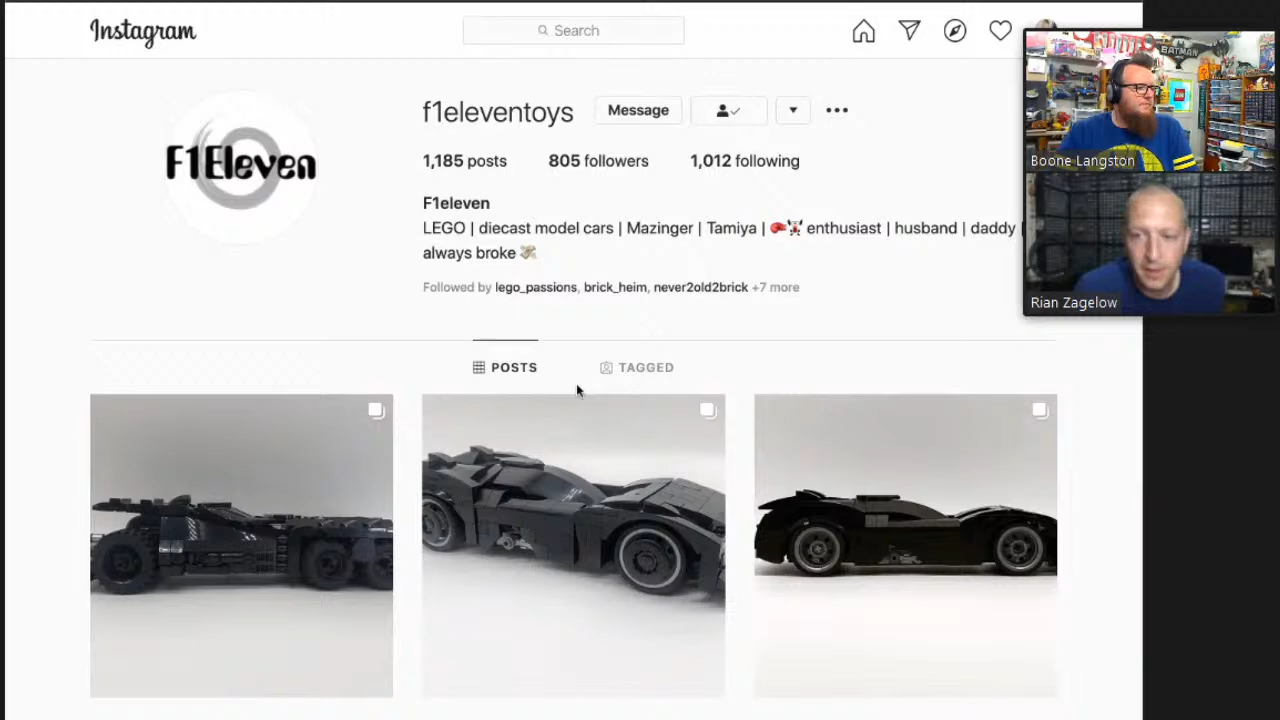 Instagram
Search
f1eleventoys Message
1,185 posts 805 followers 1,012 following
F1Eleven
F1eleven
LEGO | diecast model cars | Mazinger | Tamiya | 🥊🏋 enthusiast | husband | daddy |
always broke 💸
Followed by lego_passions, brick_heim, never2old2brick +7 more
POSTS TAGGED
BATMAN
LEGO
Boone Langston
Rian Zagelow